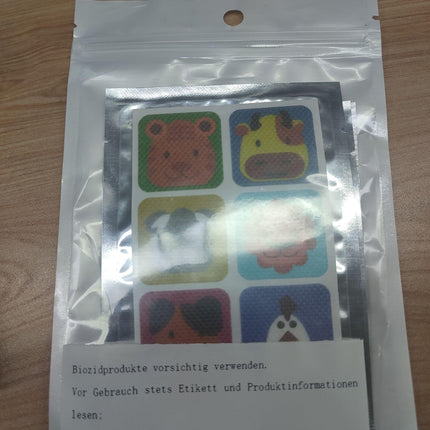 Biozidprodukte vorsichtig verwenden.
Vor Gebrauch stets Etikett und Produktinformationen
lesen;